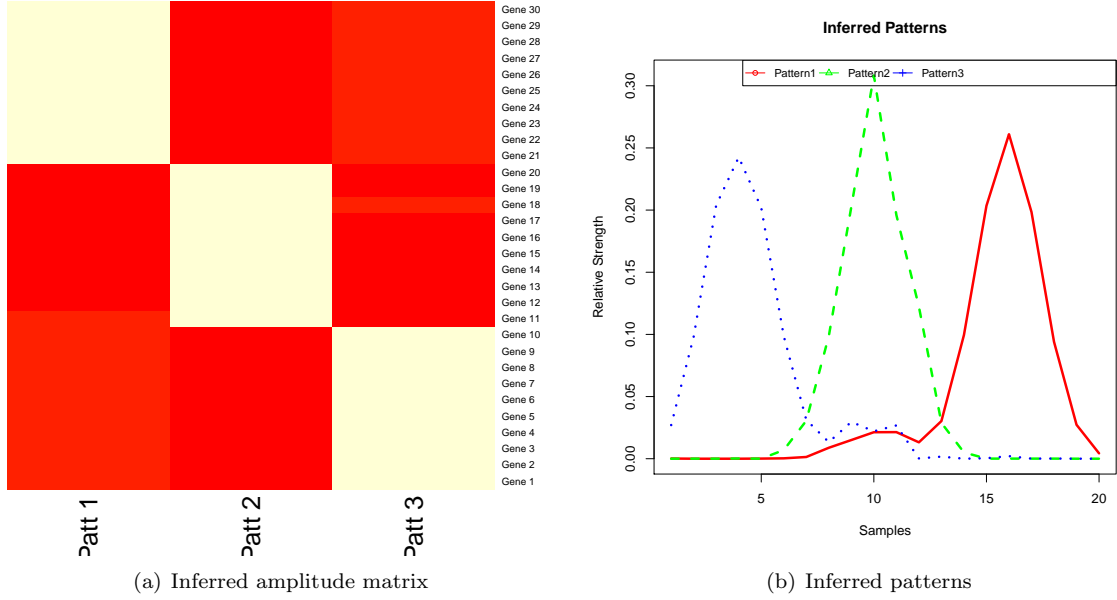 Gene 30
Gene 29
Gene 28
Gene 27
Gene 26
Gene 25
Gene 24
Gene 23
Gene 22
Gene 21
Gene 20
Gene 19
Gene 18
Gene 17
Gene 16
Gene 15
Gene 14
Gene 13
Gene 12
Gene 11
Gene 10
Gene 9
Gene 8
Gene 7
Gene 6
Gene 5
Gene 4
Gene 3
Gene 2
Gene 1
Patt 1
Patt 2
Patt 3
(a) Inferred amplitude matrix
Inferred Patterns
Pattern1 Pattern2 Pattern3
Relative Strength
0.30
0.25
0.20
0.15
0.10
0.05
0.00
5 10 15 20
Samples
(b) Inferred patterns